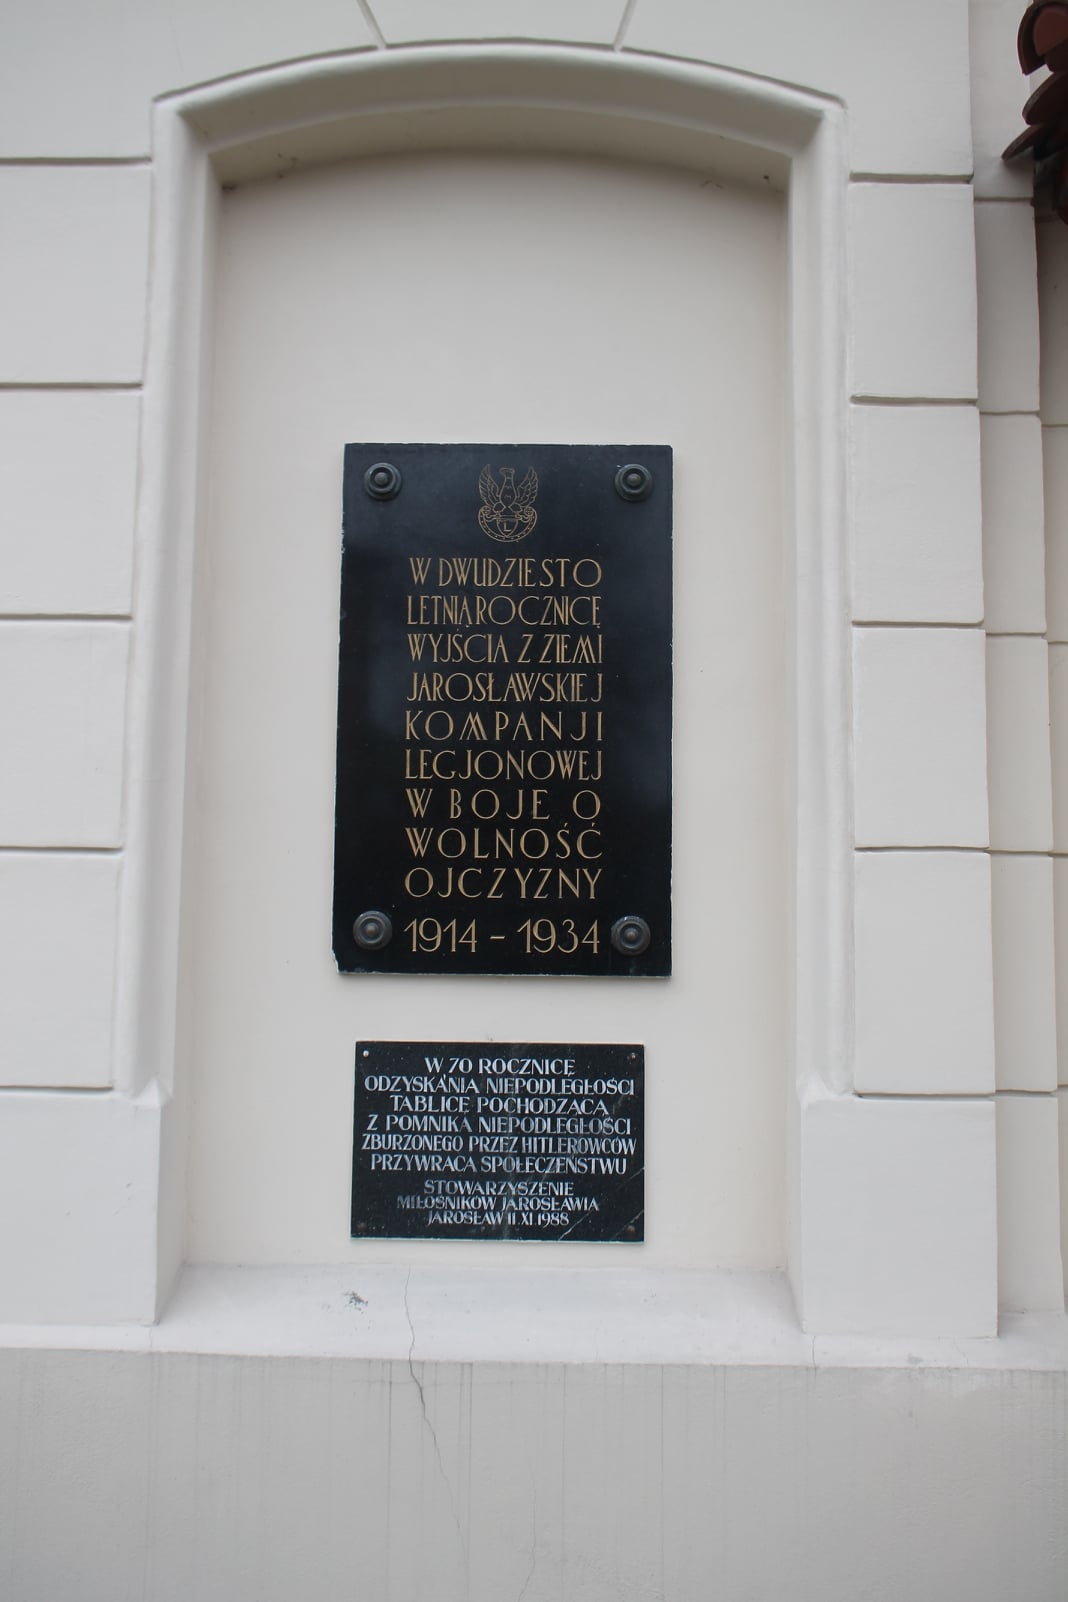 L
W DWUDZIESTO
LETNIĄ ROCZNICĘ
WYJŚCIA Z ZIEMI
JAROSŁAWSKIEJ
KOMPANJI
LEGJONOWEJ
W BOJE O
WOLNOŚĆ
OJCZYZNY
1914 - 1934
W 70 ROCZNICĘ
ODZYSKANIA NIEPODLEGŁOŚCI
TABLICĘ POCHODZĄCĄ
Z POMNIKA NIEPODLEGŁOŚCI
ZBURZONEGO PRZEZ HITLEROWCÓW
PRZYWRACA SPOŁECZEŃSTWU
STOWARZYSZENIE
MIŁOŚNIKÓW JAROSŁAWIA
JAROSŁAW 11 XI 1988